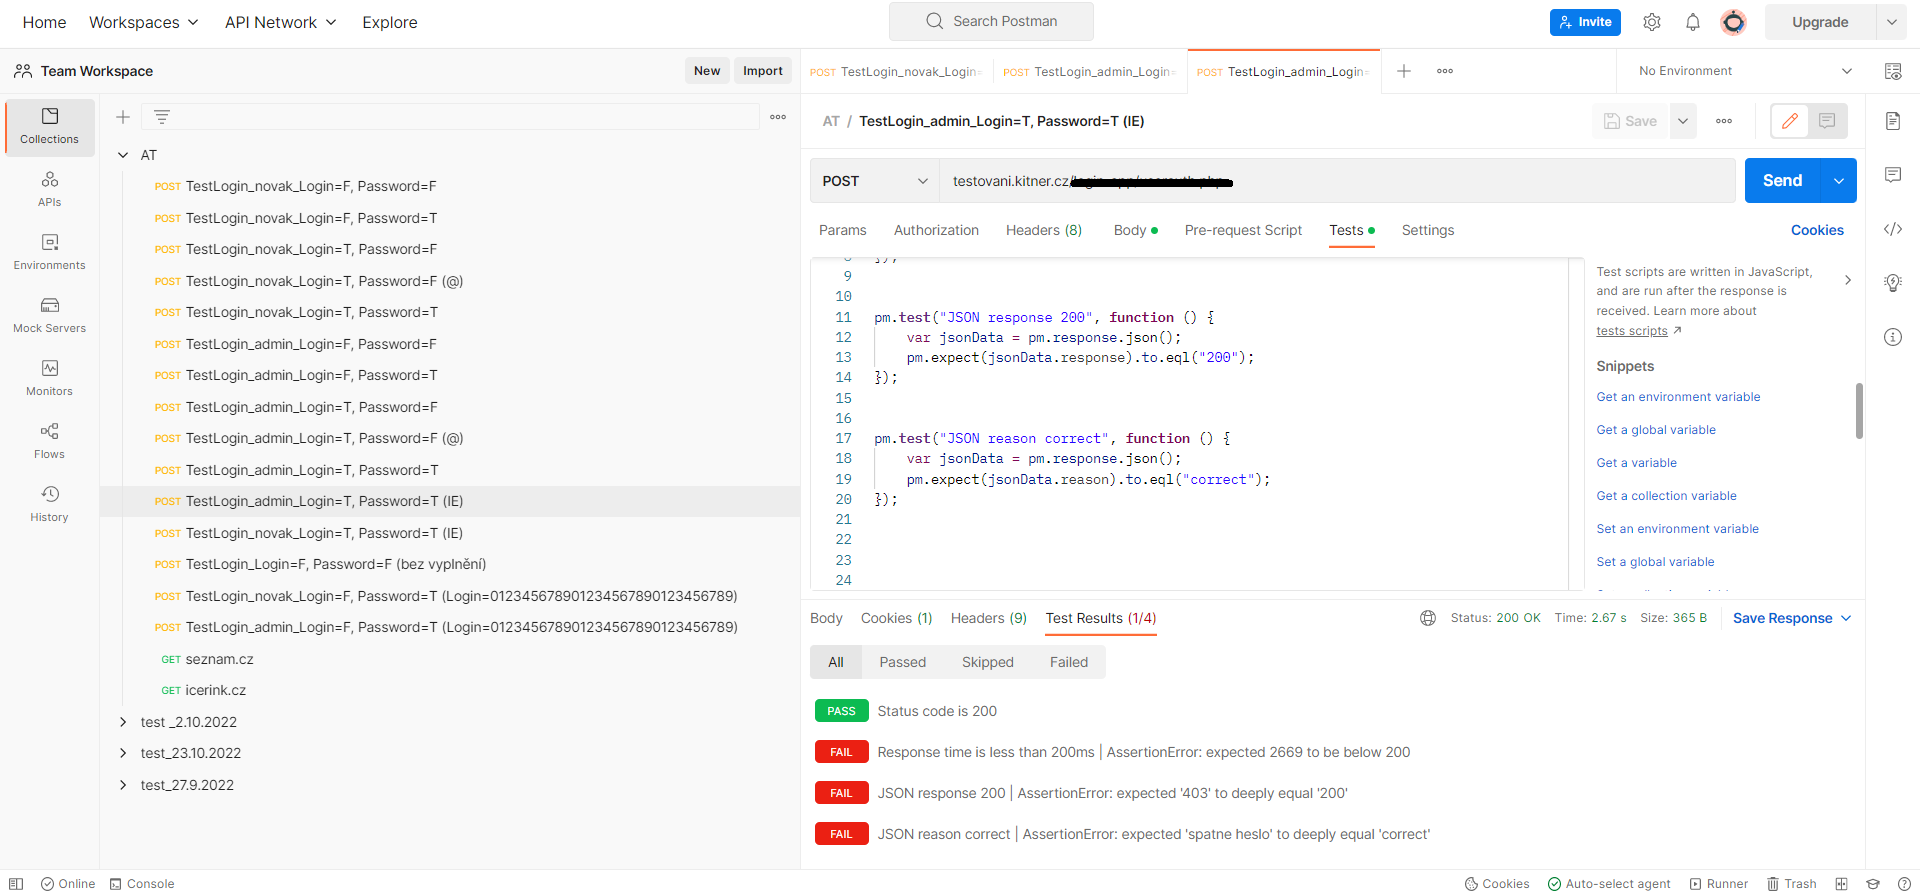 Home
Workspaces
API Network
Explore
Search Postman
Invite
Upgrade
Team Workspace
New
Import
POST TestLogin_novak_Login=
POST TestLogin_admin_Login=
POST TestLogin_admin_Login=
No Environment
Collections
APIs
Environments
Mock Servers
Monitors
Flows
History
AT
POST TestLogin_novak_Login=F, Password=F
POST TestLogin_novak_Login=F, Password=T
POST TestLogin_novak_Login=T, Password=F
POST TestLogin_novak_Login=T, Password=F (@)
POST TestLogin_novak_Login=T, Password=T
POST TestLogin_admin_Login=F, Password=F
POST TestLogin_admin_Login=F, Password=T
POST TestLogin_admin_Login=T, Password=F
POST TestLogin_admin_Login=T, Password=F (@)
POST TestLogin_admin_Login=T, Password=T
POST TestLogin_admin_Login=T, Password=T (IE)
POST TestLogin_novak_Login=T, Password=T (IE)
POST TestLogin_Login=F, Password=F (bez vyplnění)
POST TestLogin_novak_Login=F, Password=T (Login=012345678901234567890123456789)
POST TestLogin_admin_Login=F, Password=T (Login=012345678901234567890123456789)
GET seznam.cz
GET icerink.cz
test _2.10.2022
test_23.10.2022
test_27.9.2022
AT / TestLogin_admin_Login=T, Password=T (IE)
Save
POST
testovani.kitner.cz/
Send
Params
Authorization
Headers (8)
Body
Pre-request Script
Tests
Settings
Cookies
8 });
9
10
11 pm.test("JSON response 200", function () {
12 var jsonData = pm.response.json();
13 pm.expect(jsonData.response).to.eql("200");
14 });
15
16
17 pm.test("JSON reason correct", function () {
18 var jsonData = pm.response.json();
19 pm.expect(jsonData.reason).to.eql("correct");
20 });
21
22
23
24
Test scripts are written in JavaScript,
and are run after the response is
received. Learn more about
tests scripts
Snippets
Get an environment variable
Get a global variable
Get a variable
Get a collection variable
Set an environment variable
Set a global variable
Body
Cookies (1)
Headers (9)
Test Results (1/4)
Status: 200 OK
Time: 2.67 s
Size: 365 B
Save Response
All
Passed
Skipped
Failed
PASS Status code is 200
FAIL Response time is less than 200ms | AssertionError: expected 2669 to be below 200
FAIL JSON response 200 | AssertionError: expected '403' to deeply equal '200'
FAIL JSON reason correct | AssertionError: expected 'spatne heslo' to deeply equal 'correct'
Online
Console
Cookies
Auto-select agent
Runner
Trash